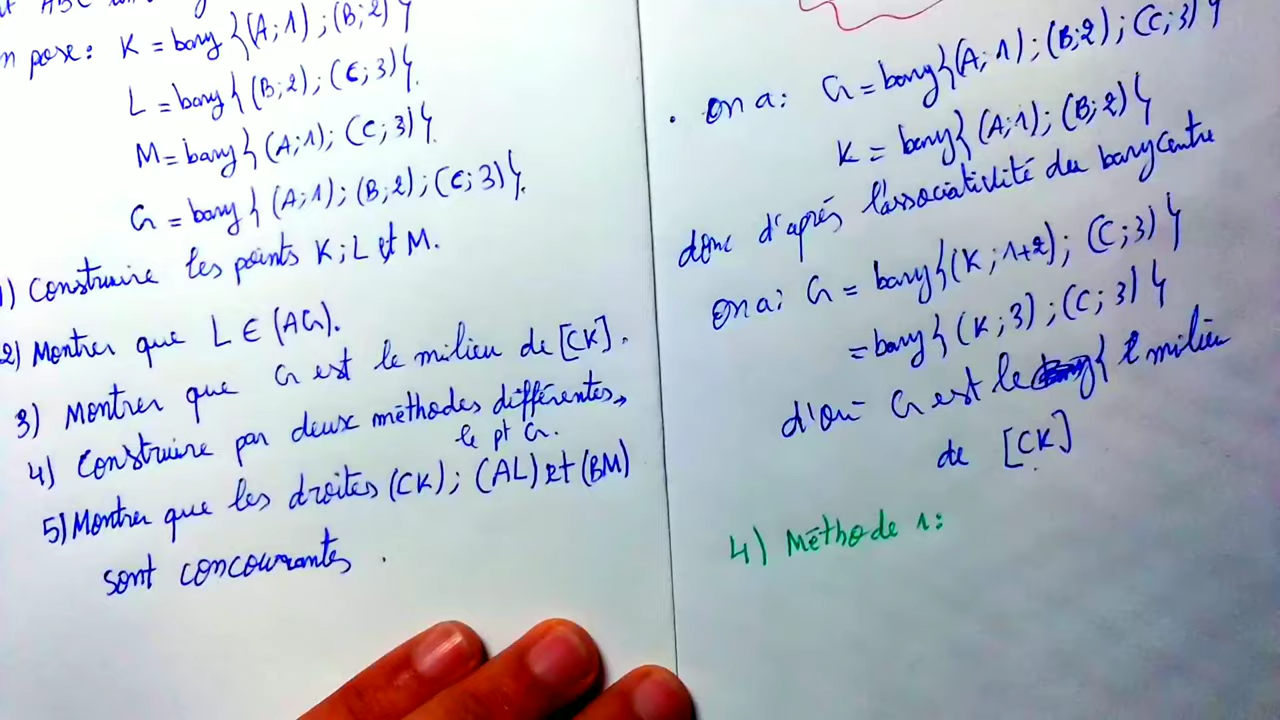 n pose : K = bary {(A; 1) ; (B; 2)}
L = bary { (B; 2) ; (C; 3)}.
M = bary { (A; 1) ; (C; 3)}.
G = bary { (A; 1) ; (B; 2) ; (C; 3)}.
1) Construire les points K ; L et M.
2) Montrer que L ∈ (AG).
3) Montrer que G est le milieu de [CK].
4) Construire par deux méthodes différentes,
le pt G.
5) Montrer que les droites (CK) ; (AL) et (BM)
sont concourantes .
. on a : G = bary{(A; 1) ; (B; 2) ; (C; 3)}
K = bary { (A; 1) ; (B; 2)}
donc d'après l'associativité du barycentre
on a : G = bary{(K ; 1+2) ; (C ; 3)}
= bary { (K ; 3) ; (C ; 3)}
d'où G est le { l milieu
de [CK]
4) Méthode 1 :